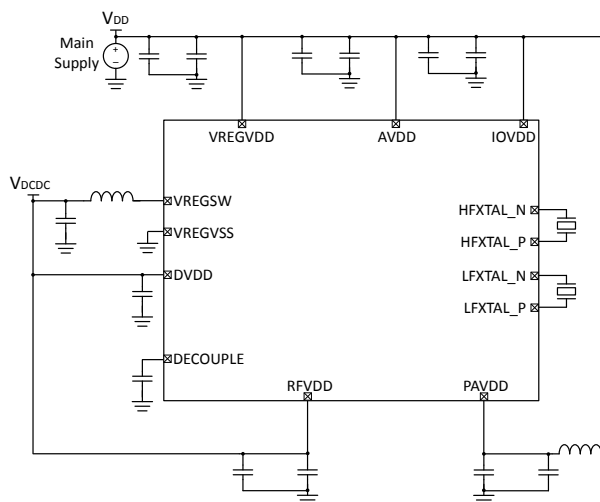 VDD
Main
Supply
+
−
VREGVDD
AVDD
IOVDD
VDCDC
VREGSW
HFXTAL_N
VREGVSS
HFXTAL_P
DVDD
LFXTAL_N
LFXTAL_P
DECOUPLE
RFVDD
PAVDD